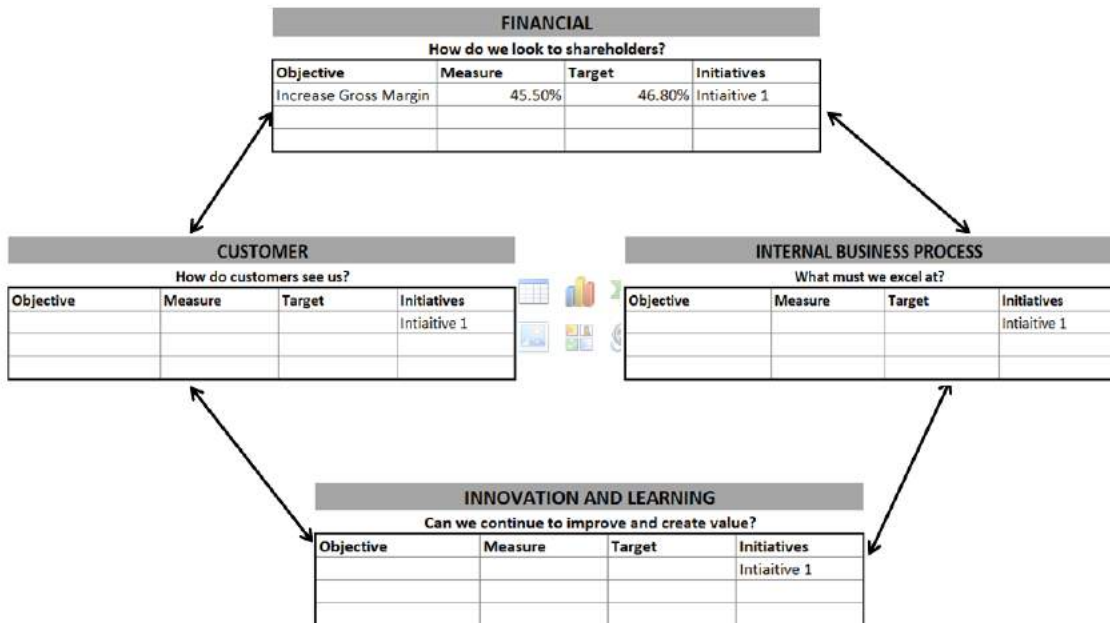 FINANCIAL
How do we look to shareholders?
Objective Measure Target Initiatives
Increase Gross Margin 45.50% 46.80% Intiaitive 1
CUSTOMER
How do customers see us?
Objective Measure Target Initiatives
Intiaitive 1
INTERNAL BUSINESS PROCESS
What must we excel at?
Objective Measure Target Initiatives
Intiaitive 1
INNOVATION AND LEARNING
Can we continue to improve and create value?
Objective Measure Target Initiatives
Intiaitive 1